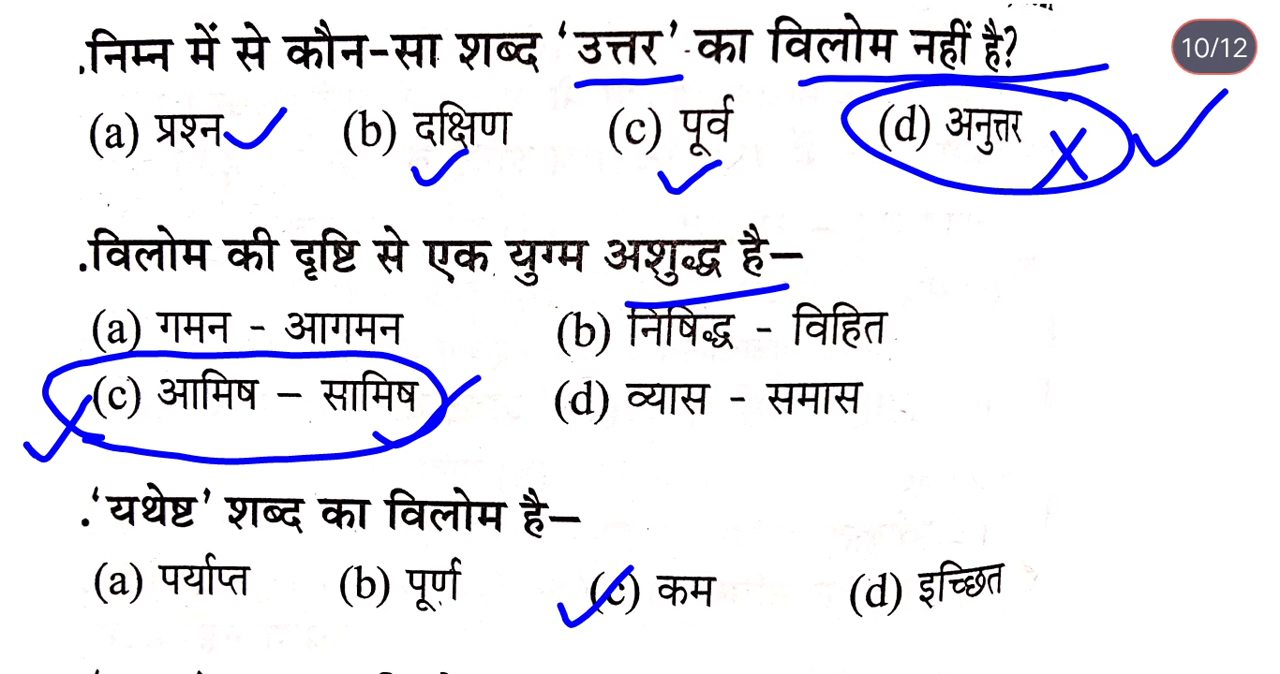 .निम्न में से कौन-सा शब्द 'उत्तर' का विलोम नहीं है?
10/12
(a) प्रश्न (b) दक्षिण (c) पूर्व (d) अनुत्तर
.विलोम की दृष्टि से एक युग्म अशुद्ध है–
(a) गमन - आगमन (b) निषिद्ध - विहित
(c) आमिष – सामिष (d) व्यास - समास
.'यथेष्ट' शब्द का विलोम है–
(a) पर्याप्त (b) पूर्ण (c) कम (d) इच्छित